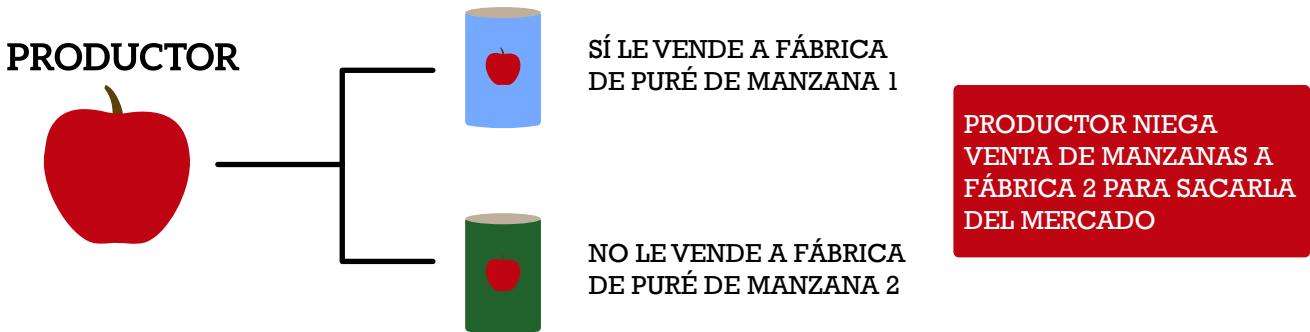 PRODUCTOR
SÍ LE VENDE A FÁBRICA
DE PURÉ DE MANZANA 1
NO LE VENDE A FÁBRICA
DE PURÉ DE MANZANA 2
PRODUCTOR NIEGA
VENTA DE MANZANAS A
FÁBRICA 2 PARA SACARLA
DEL MERCADO